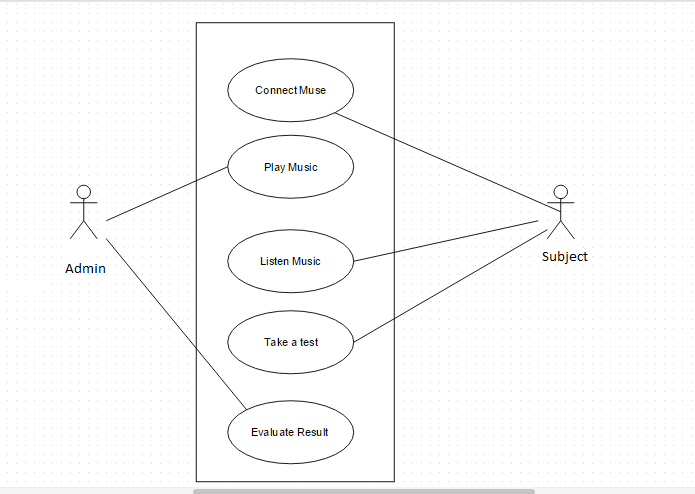 Connect Muse
Play Music
Admin
Listen Music
Subject
Take a test
Evaluate Result